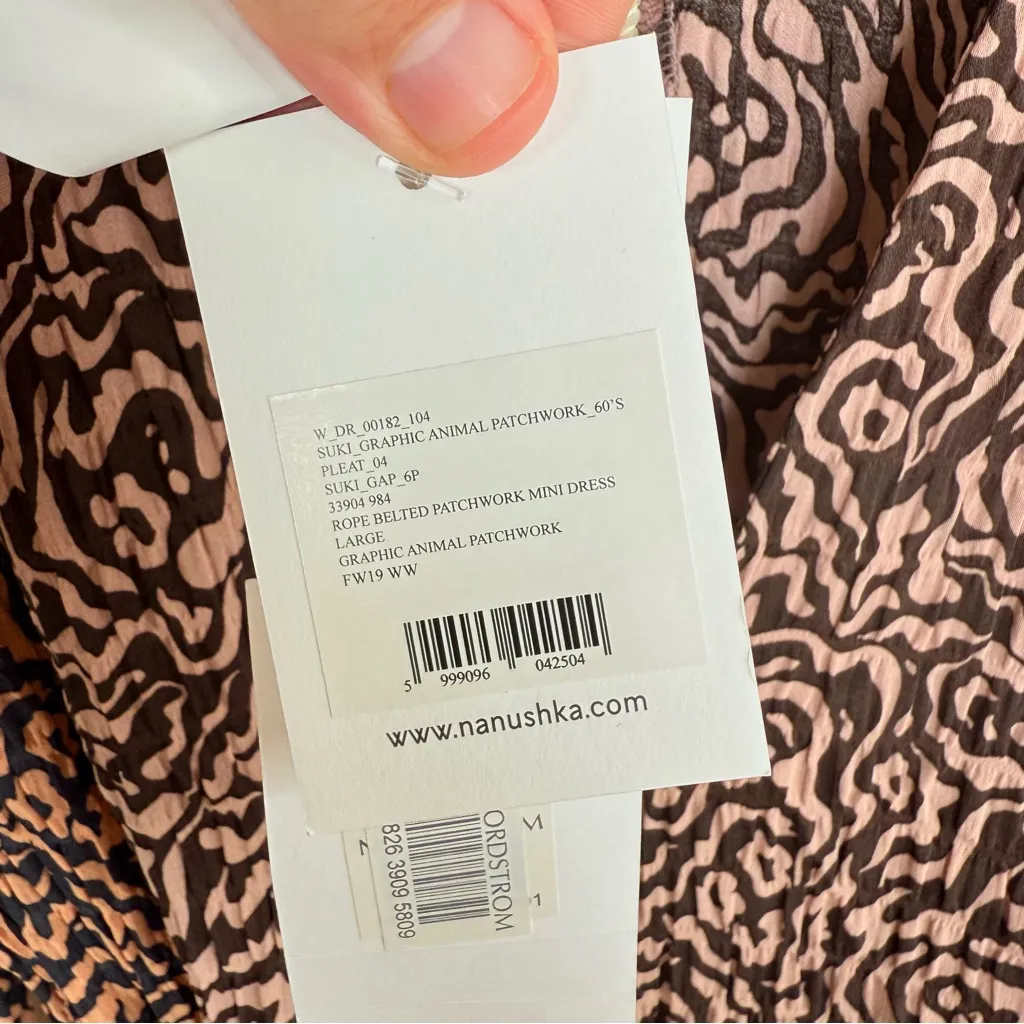 W_DR_00182_104
SUKI_GRAPHIC ANIMAL PATCHWORK_60'S
PLEAT_04
SUKI_GAP_6P
33904 984
ROPE BELTED PATCHWORK MINI DRESS
LARGE
GRAPHIC ANIMAL PATCHWORK
FW19 WW
5 999096 042504
www.nanushka.com
ORDSTROM
826 3909 5809